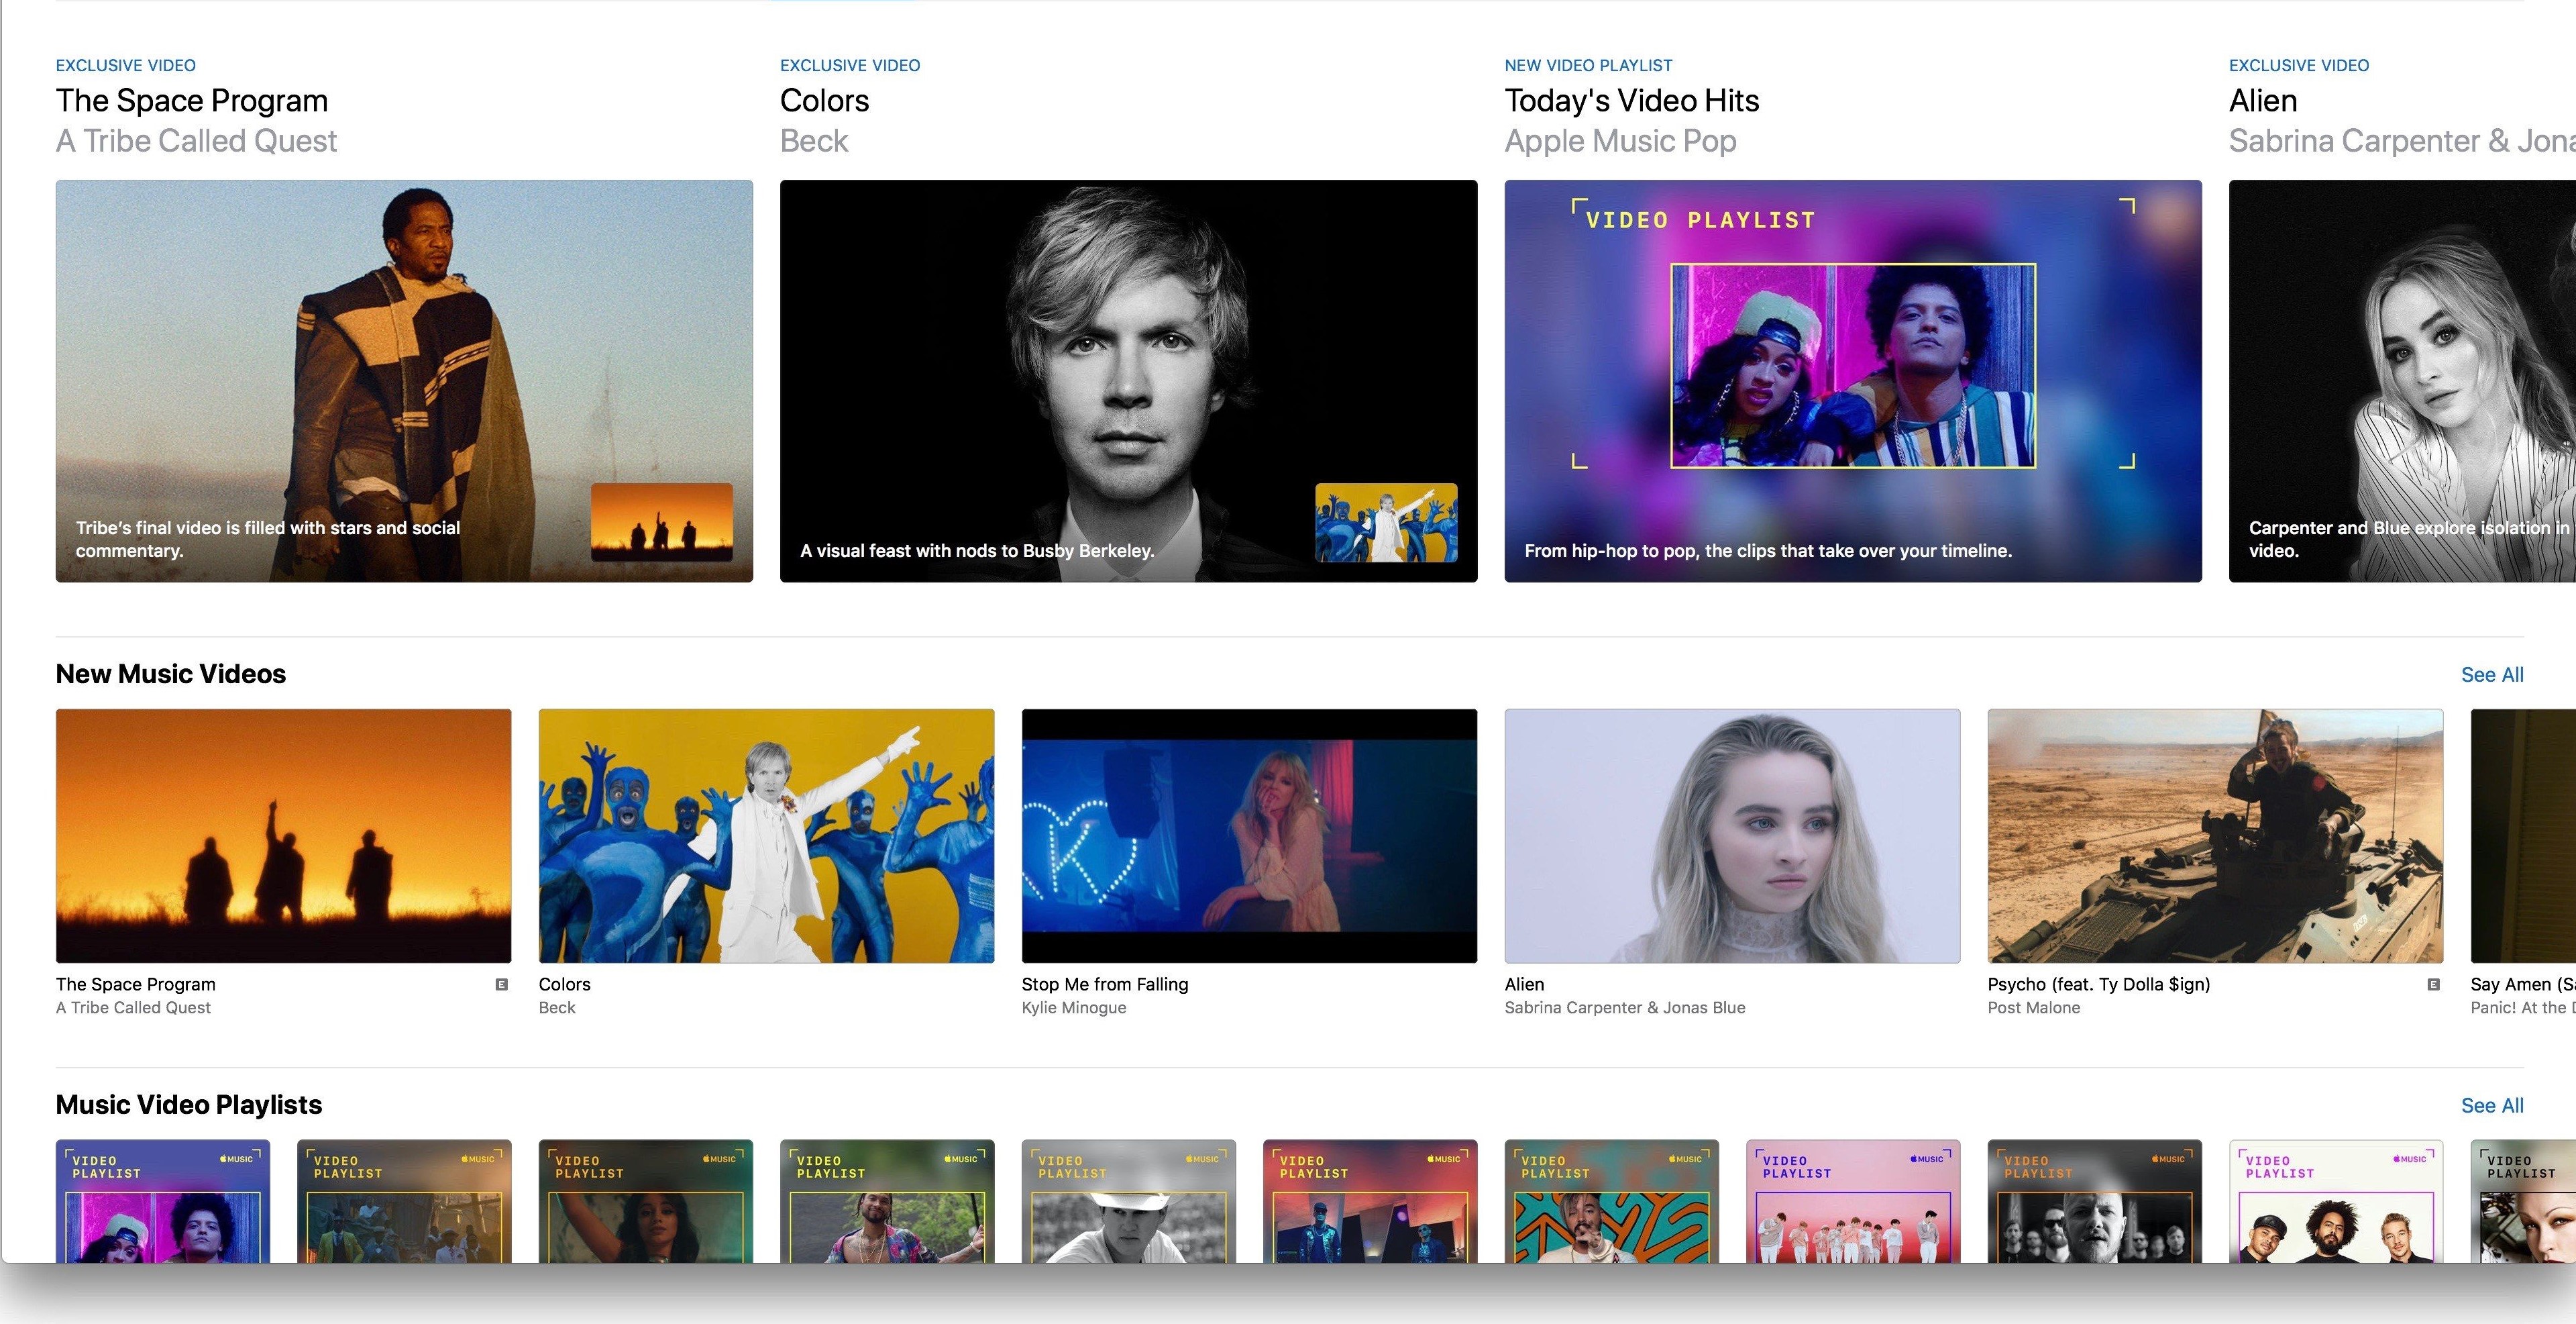 EXCLUSIVE VIDEO
The Space Program
A Tribe Called Quest
Tribe's final video is filled with stars and social
commentary.
EXCLUSIVE VIDEO
Colors
Beck
A visual feast with nods to Busby Berkeley.
NEW VIDEO PLAYLIST
Today's Video Hits
Apple Music Pop
VIDEO PLAYLIST
From hip-hop to pop, the clips that take over your timeline.
EXCLUSIVE VIDEO
Alien
Sabrina Carpenter &
Carpenter and Blue explore isolation in
video.
New Music Videos
See All
K
The Space Program
E
A Tribe Called Quest
Colors
Beck
Stop Me from Falling
Kylie Minogue
Alien
Sabrina Carpenter & Jonas Blue
Psycho (feat. Ty Dolla $ign)
E
Post Malone
Say Amen
Panic! At the
Music Video Playlists
See All
VIDEO
PLAYLIST
MUSIC
VIDEO
PLAYLIST
MUSIC
VIDEO
PLAYLIST
MUSIC
VIDEO
PLAYLIST
MUSIC
VIDEO
PLAYLIST
MUSIC
VIDEO
PLAYLIST
MUSIC
VIDEO
PLAYLIST
MUSIC
VIDEO
PLAYLIST
MUSIC
VIDEO
PLAYLIST
MUSIC
VIDEO
PLAYLIST
MUSIC
VIDEO
PLAYLIST